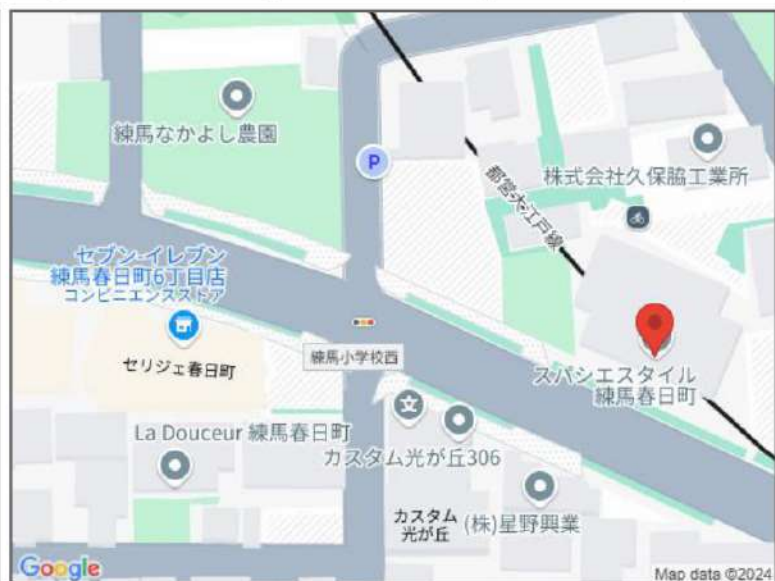 練馬なかよし農園
P
株式会社久保脇工業所
都営大江戸線
セブン-イレブン
練馬春日町6丁目店
コンビニエンスストア
セリジェ春日町
練馬小学校西
スパシエスタイル
練馬春日町
La Douceur 練馬春日町
文
カスタム光が丘306
カスタム
光が丘
(株)星野興業
Google
Map data ©2024